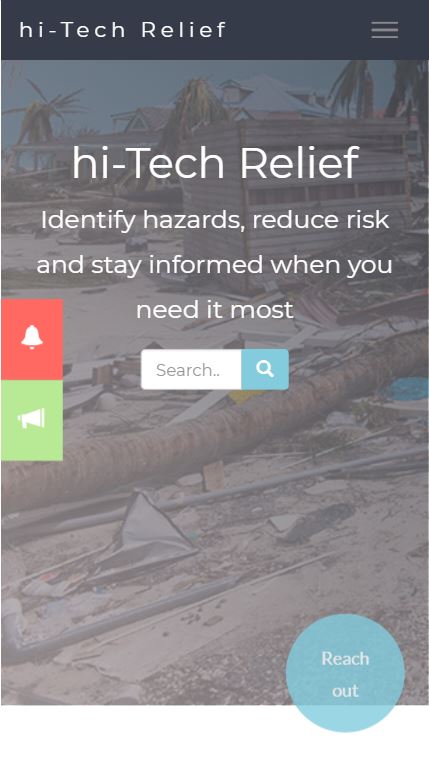 hi-Tech Relief
hi-Tech Relief
Identify hazards, reduce risk
and stay informed when you
need it most
Search..
Reach
out